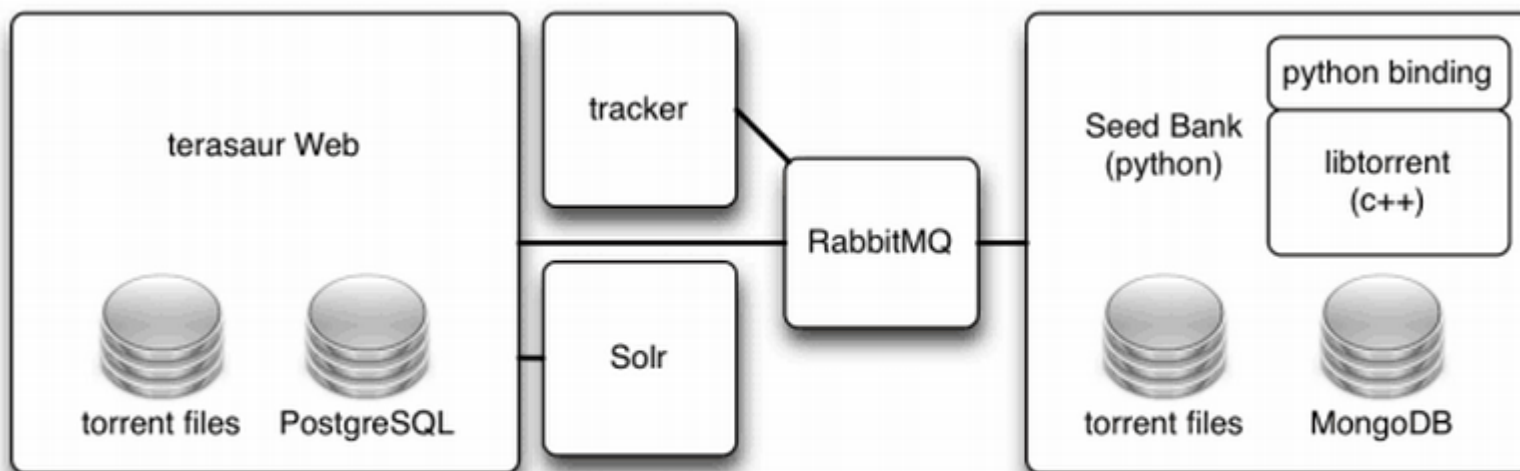 terasaur Web
torrent files
PostgreSQL
tracker
Solr
RabbitMQ
Seed Bank
(python)
python binding
libtorrent
(c++)
torrent files
MongoDB